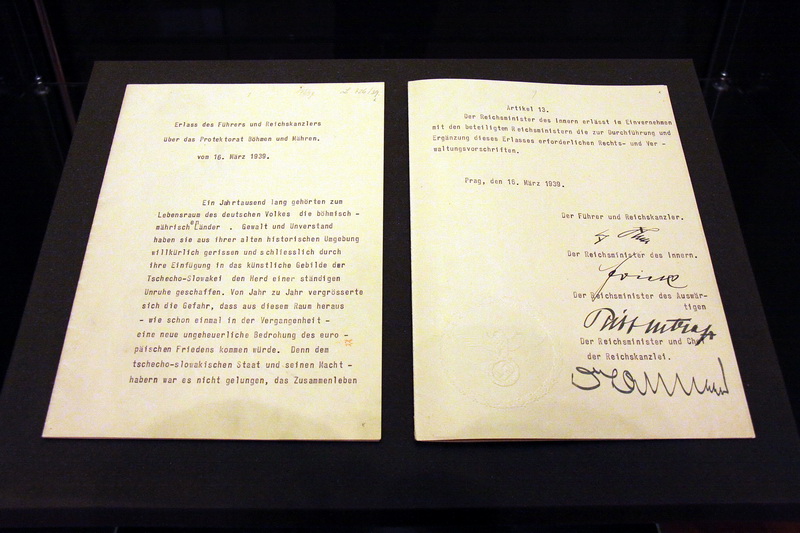 Erlass des Führers und Reichskanzlers
über das Protektorat Böhmen und Mähren.
vom 16. März 1939.
Ein Jahrtausend lang gehörten zum
Lebensraum des deutschen Volkes die böhmisch -
mährischen Länder . Gewalt und Unverstand
haben sie aus ihrer alten historischen Umgebung
willkürlich gerissen und schliesslich durch
ihre Einfügung in das künstliche Gebilde der
Tschecho-Slowakei den Herd einer ständigen
Unruhe geschaffen. Von Jahr zu Jahr vergrösserte
sich die Gefahr, dass aus diesem Raum heraus
- wie schon einmal in der Vergangenheit -
eine neue ungeheuerliche Bedrohung des euro -
päischen Friedens kommen würde. Denn dem
tschecho-slowakischen Staat und seinen Macht -
habern war es nicht gelungen, das Zusammenleben
Artikel 13.
Der Reichsminister des Innern erlässt im Einvernehmen
mit den beteiligten Reichsministern die zur Durchführung und
Ergänzung dieses Erlasses erforderlichen Rechts- und Ver -
waltungsvorschriften.
Prag, den 16. März 1939.
Der Führer und Reichskanzler.
Der Reichsminister des Innern.
Frick
Der Reichsminister des Auswär-
tigen
Ribbentrop
Der Reichsminister und Chef
der Reichskanzlei.